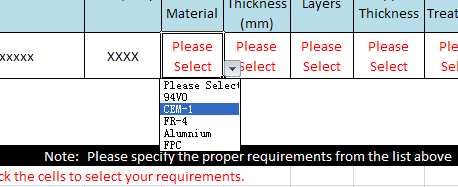 Material Thickness (mm) Layers Thickness
xxxxx XXXX Please Select Please Select Please Select Please Select
Please Select
94V0
CEM-1
FR-4
Alumnium
FPC
Note: Please specify the proper requirements from the list above
ck the cells to select your requirements.